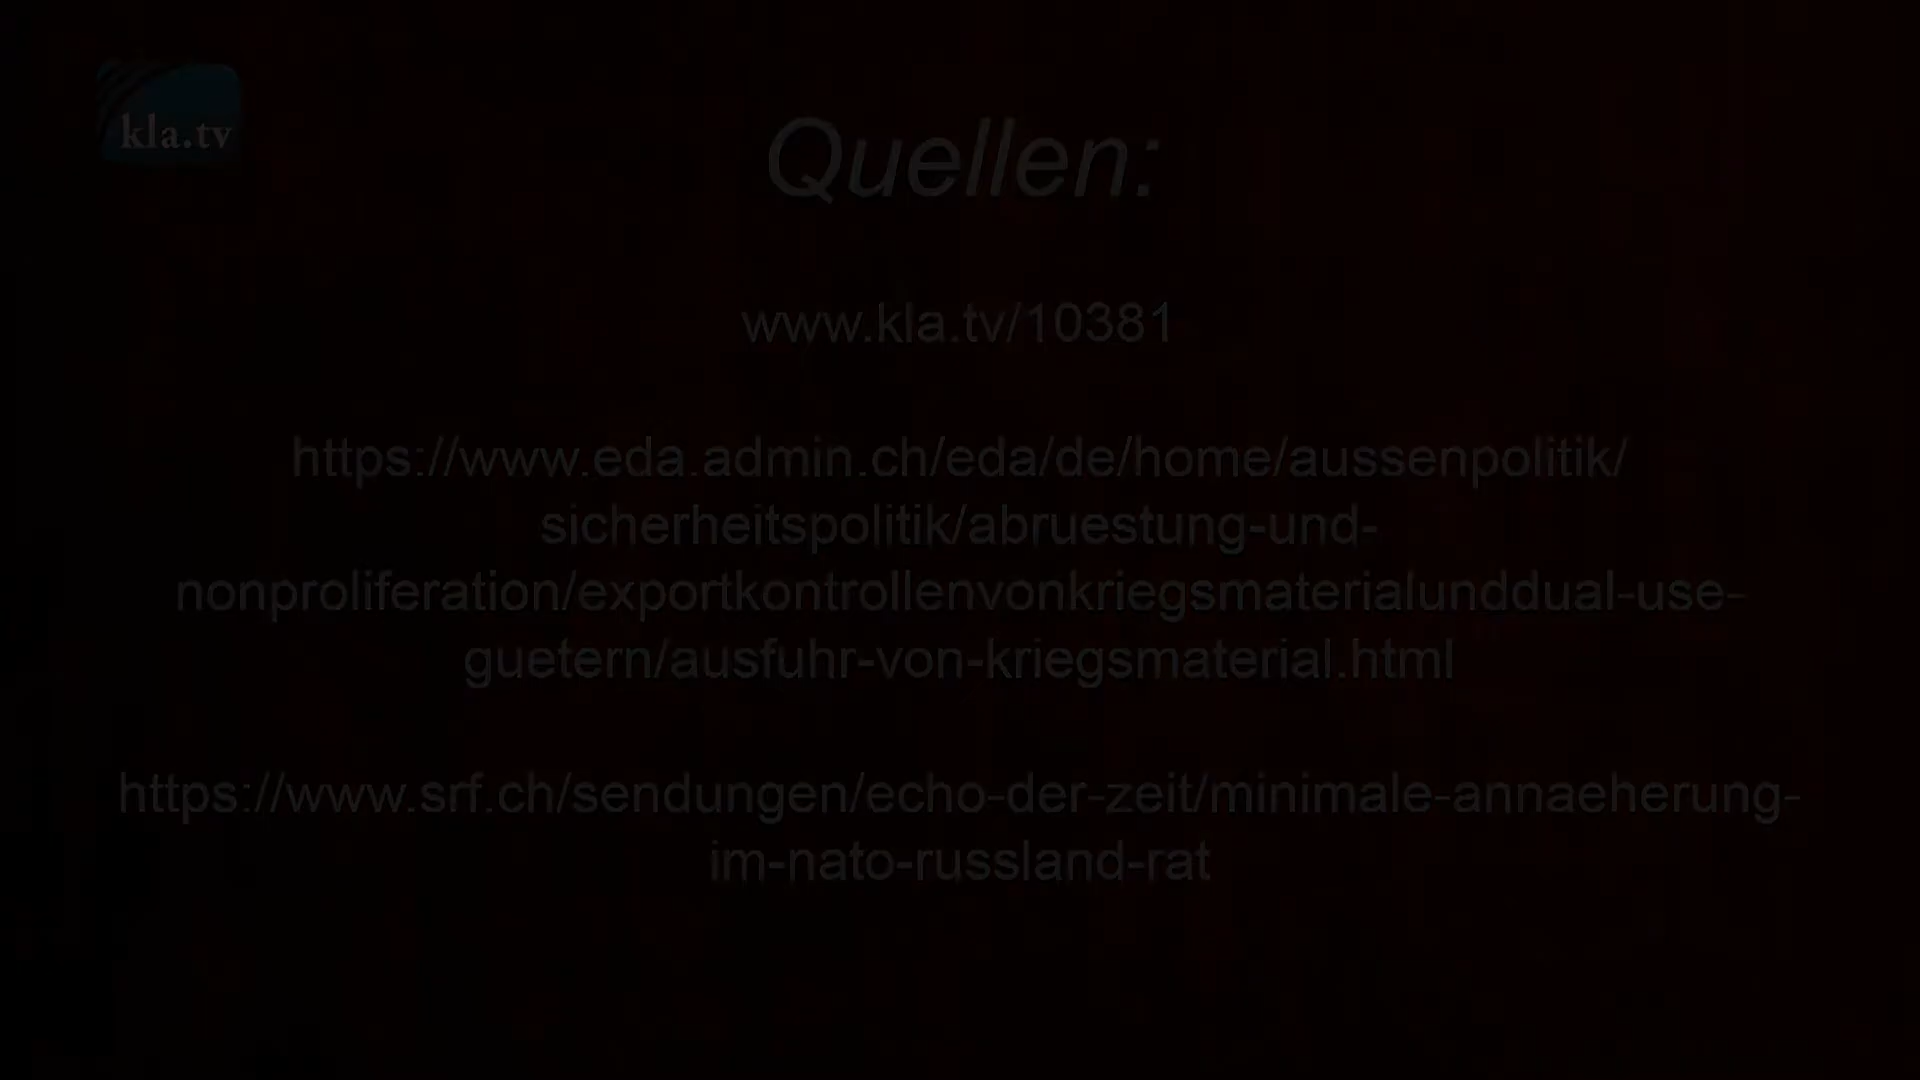 kla.tv
Quellen:
www.kla.tv/10381
https://www.eda.admin.ch/eda/de/home/aussenpolitik/
sicherheitspolitik/abruestung-und-
nonproliferation/exportkontrollenvonkriegsmaterialunddual-use-
guetern/ausfuhr-von-kriegsmaterial.html
https://www.srf.ch/sendungen/echo-der-zeit/minimale-annaeherung-
im-nato-russland-rat